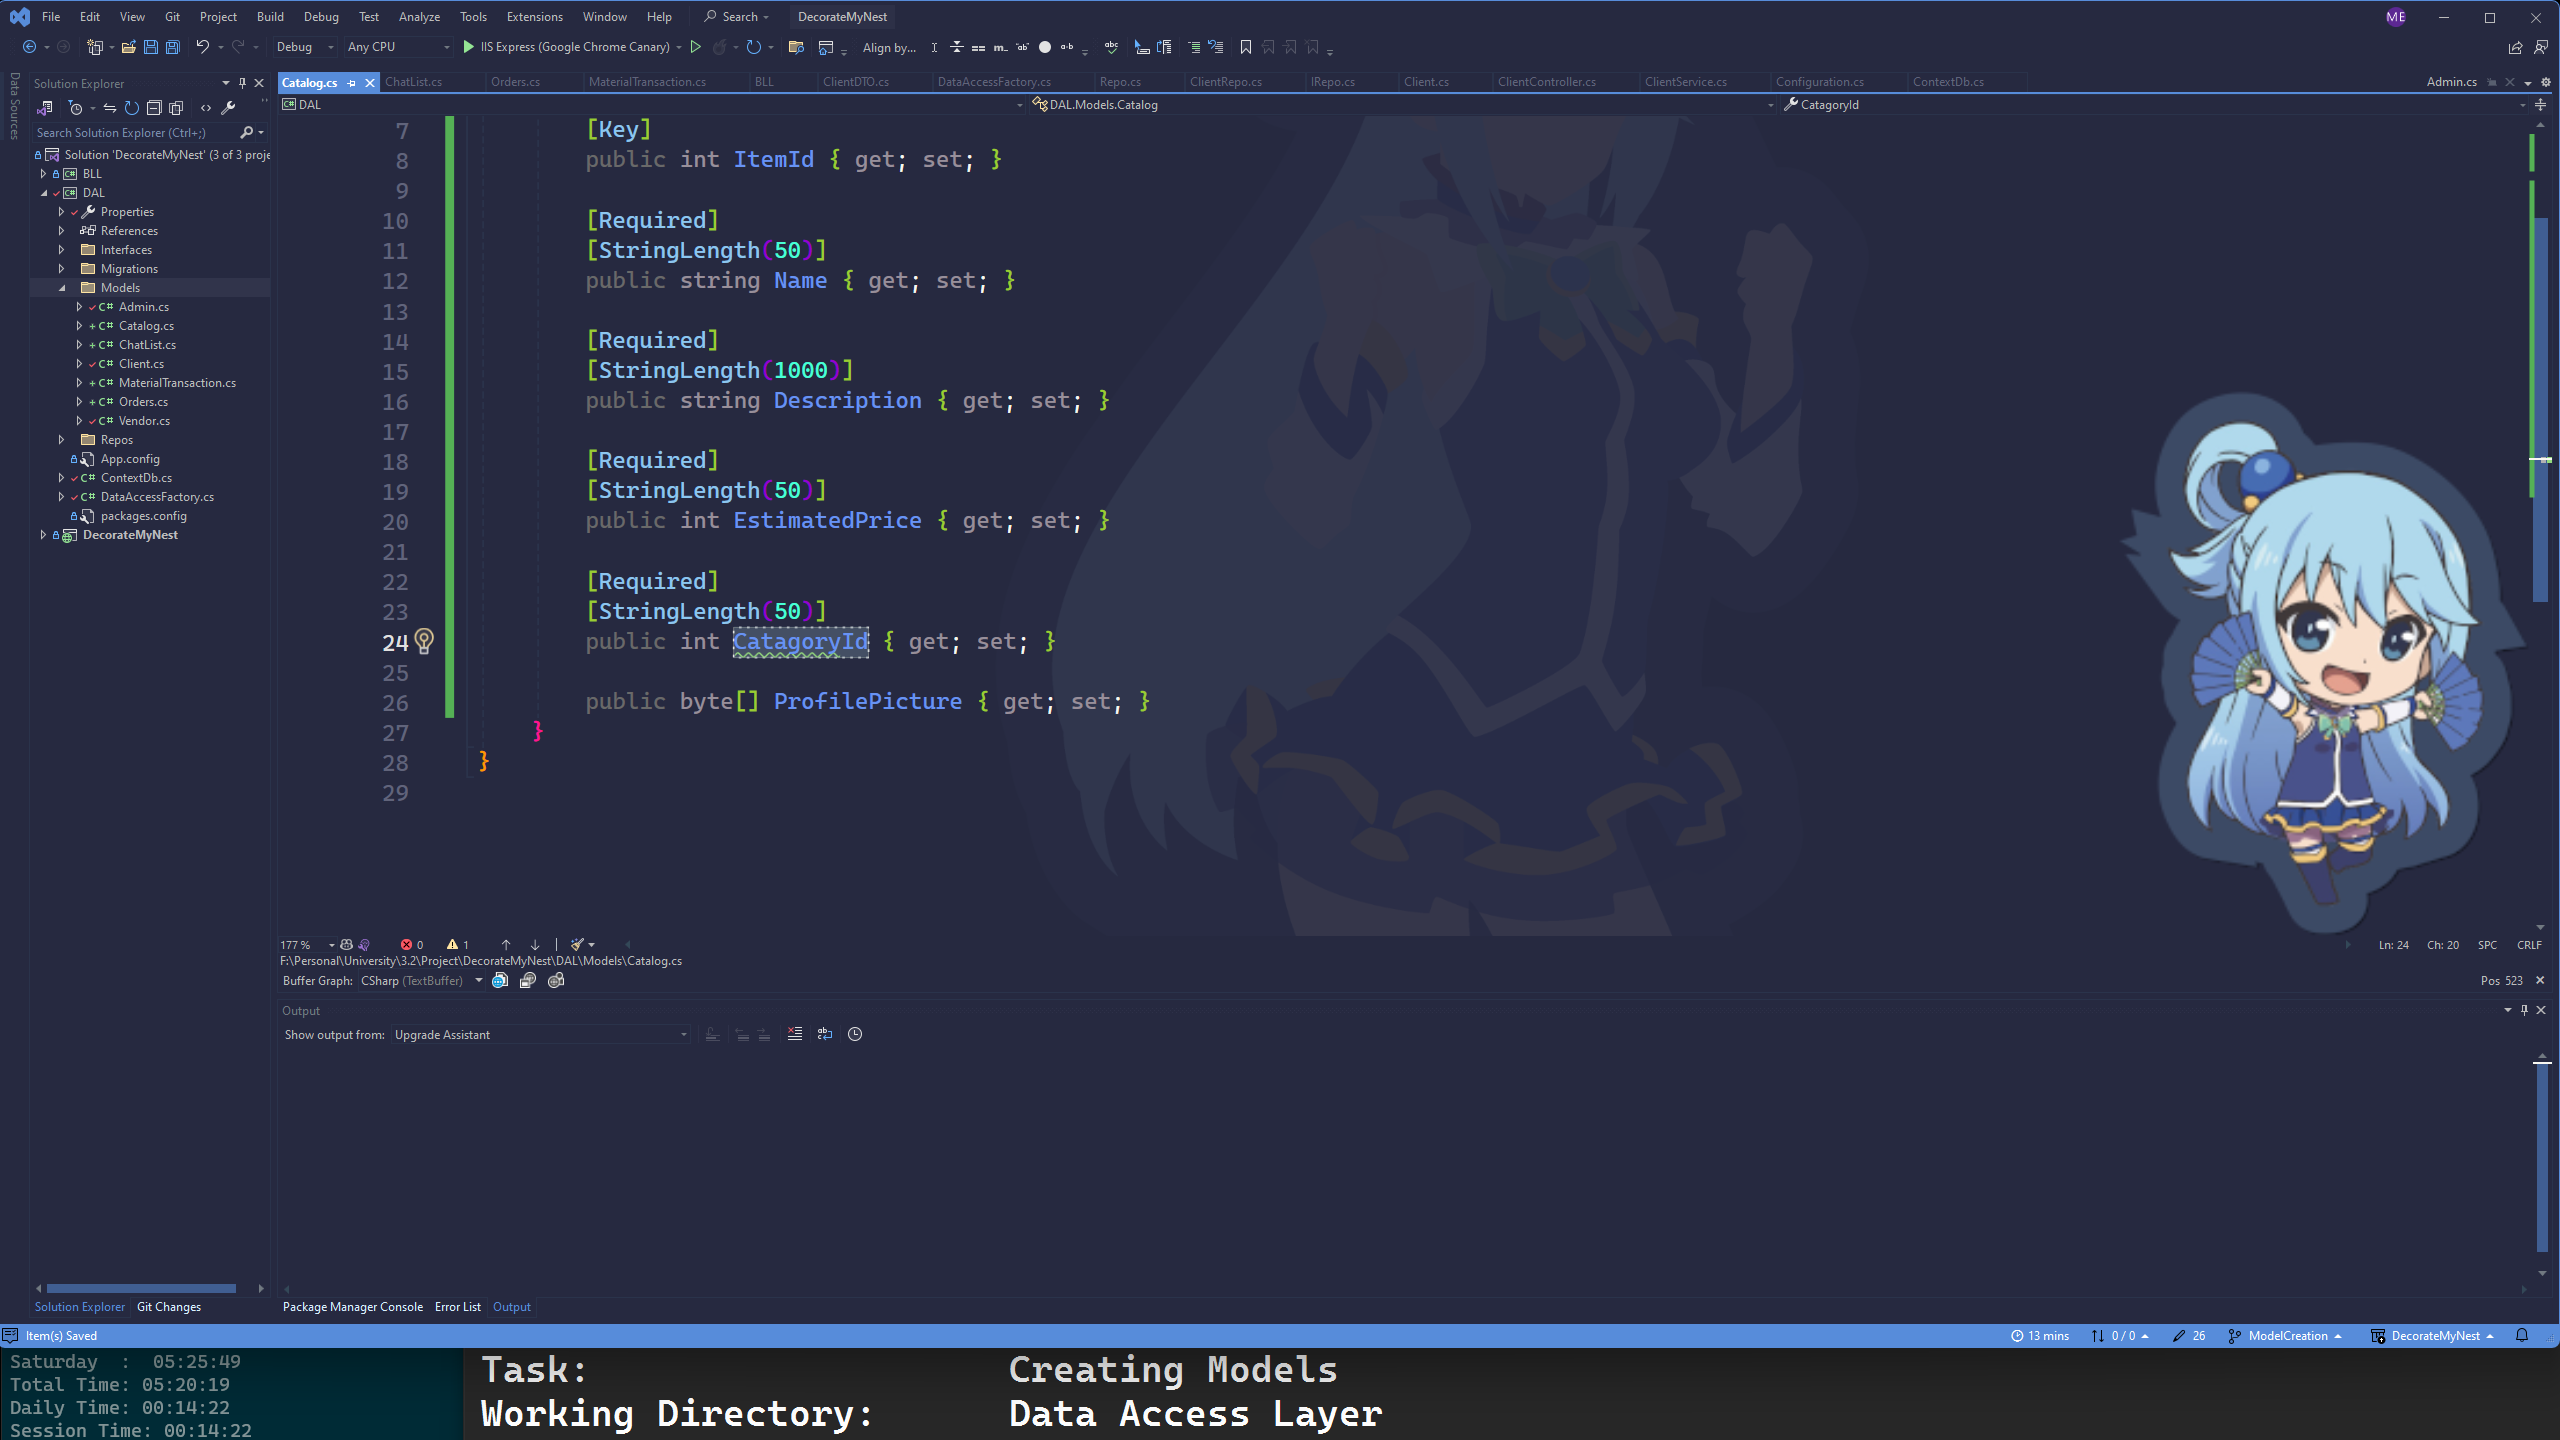 File Edit View Git Project Build Debug Test Analyze Tools Extensions Window Help Search DecorateMyNest ME
Debug Any CPU IIS Express (Google Chrome Canary) Align by...
Data Sources
Solution Explorer
Search Solution Explorer (Ctrl+;)
Solution 'DecorateMyNest' (3 of 3 proje
BLL
DAL
Properties
References
Interfaces
Migrations
Models
Admin.cs
Catalog.cs
ChatList.cs
Client.cs
MaterialTransaction.cs
Orders.cs
Vendor.cs
Repos
App.config
ContextDb.cs
DataAccessFactory.cs
packages.config
DecorateMyNest
Solution Explorer Git Changes
Catalog.cs ChatList.cs Orders.cs MaterialTransaction.cs BLL ClientDTO.cs DataAccessFactory.cs Repo.cs ClientRepo.cs IRepo.cs Client.cs ClientController.cs ClientService.cs Configuration.cs ContextDb.cs Admin.cs
DAL DAL.Models.Catalog CatagoryId
7 [Key]
8 public int ItemId { get; set; }
9
10 [Required]
11 [StringLength(50)]
12 public string Name { get; set; }
13
14 [Required]
15 [StringLength(1000)]
16 public string Description { get; set; }
17
18 [Required]
19 [StringLength(50)]
20 public int EstimatedPrice { get; set; }
21
22 [Required]
23 [StringLength(50)]
24 public int CatagoryId { get; set; }
25
26 public byte[] ProfilePicture { get; set; }
27 }
28 }
29
177 % 0 1 Ln: 24 Ch: 20 SPC CRLF
F:\Personal\University\3.2\Project\DecorateMyNest\DAL\Models\Catalog.cs
Buffer Graph: CSharp (TextBuffer) Pos 523
Output
Show output from: Upgrade Assistant
Package Manager Console Error List Output
Item(s) Saved 13 mins 0 / 0 26 ModelCreation DecorateMyNest
Saturday : 05:25:49
Total Time: 05:20:19
Daily Time: 00:14:22
Session Time: 00:14:22
Task: Creating Models
Working Directory: Data Access Layer